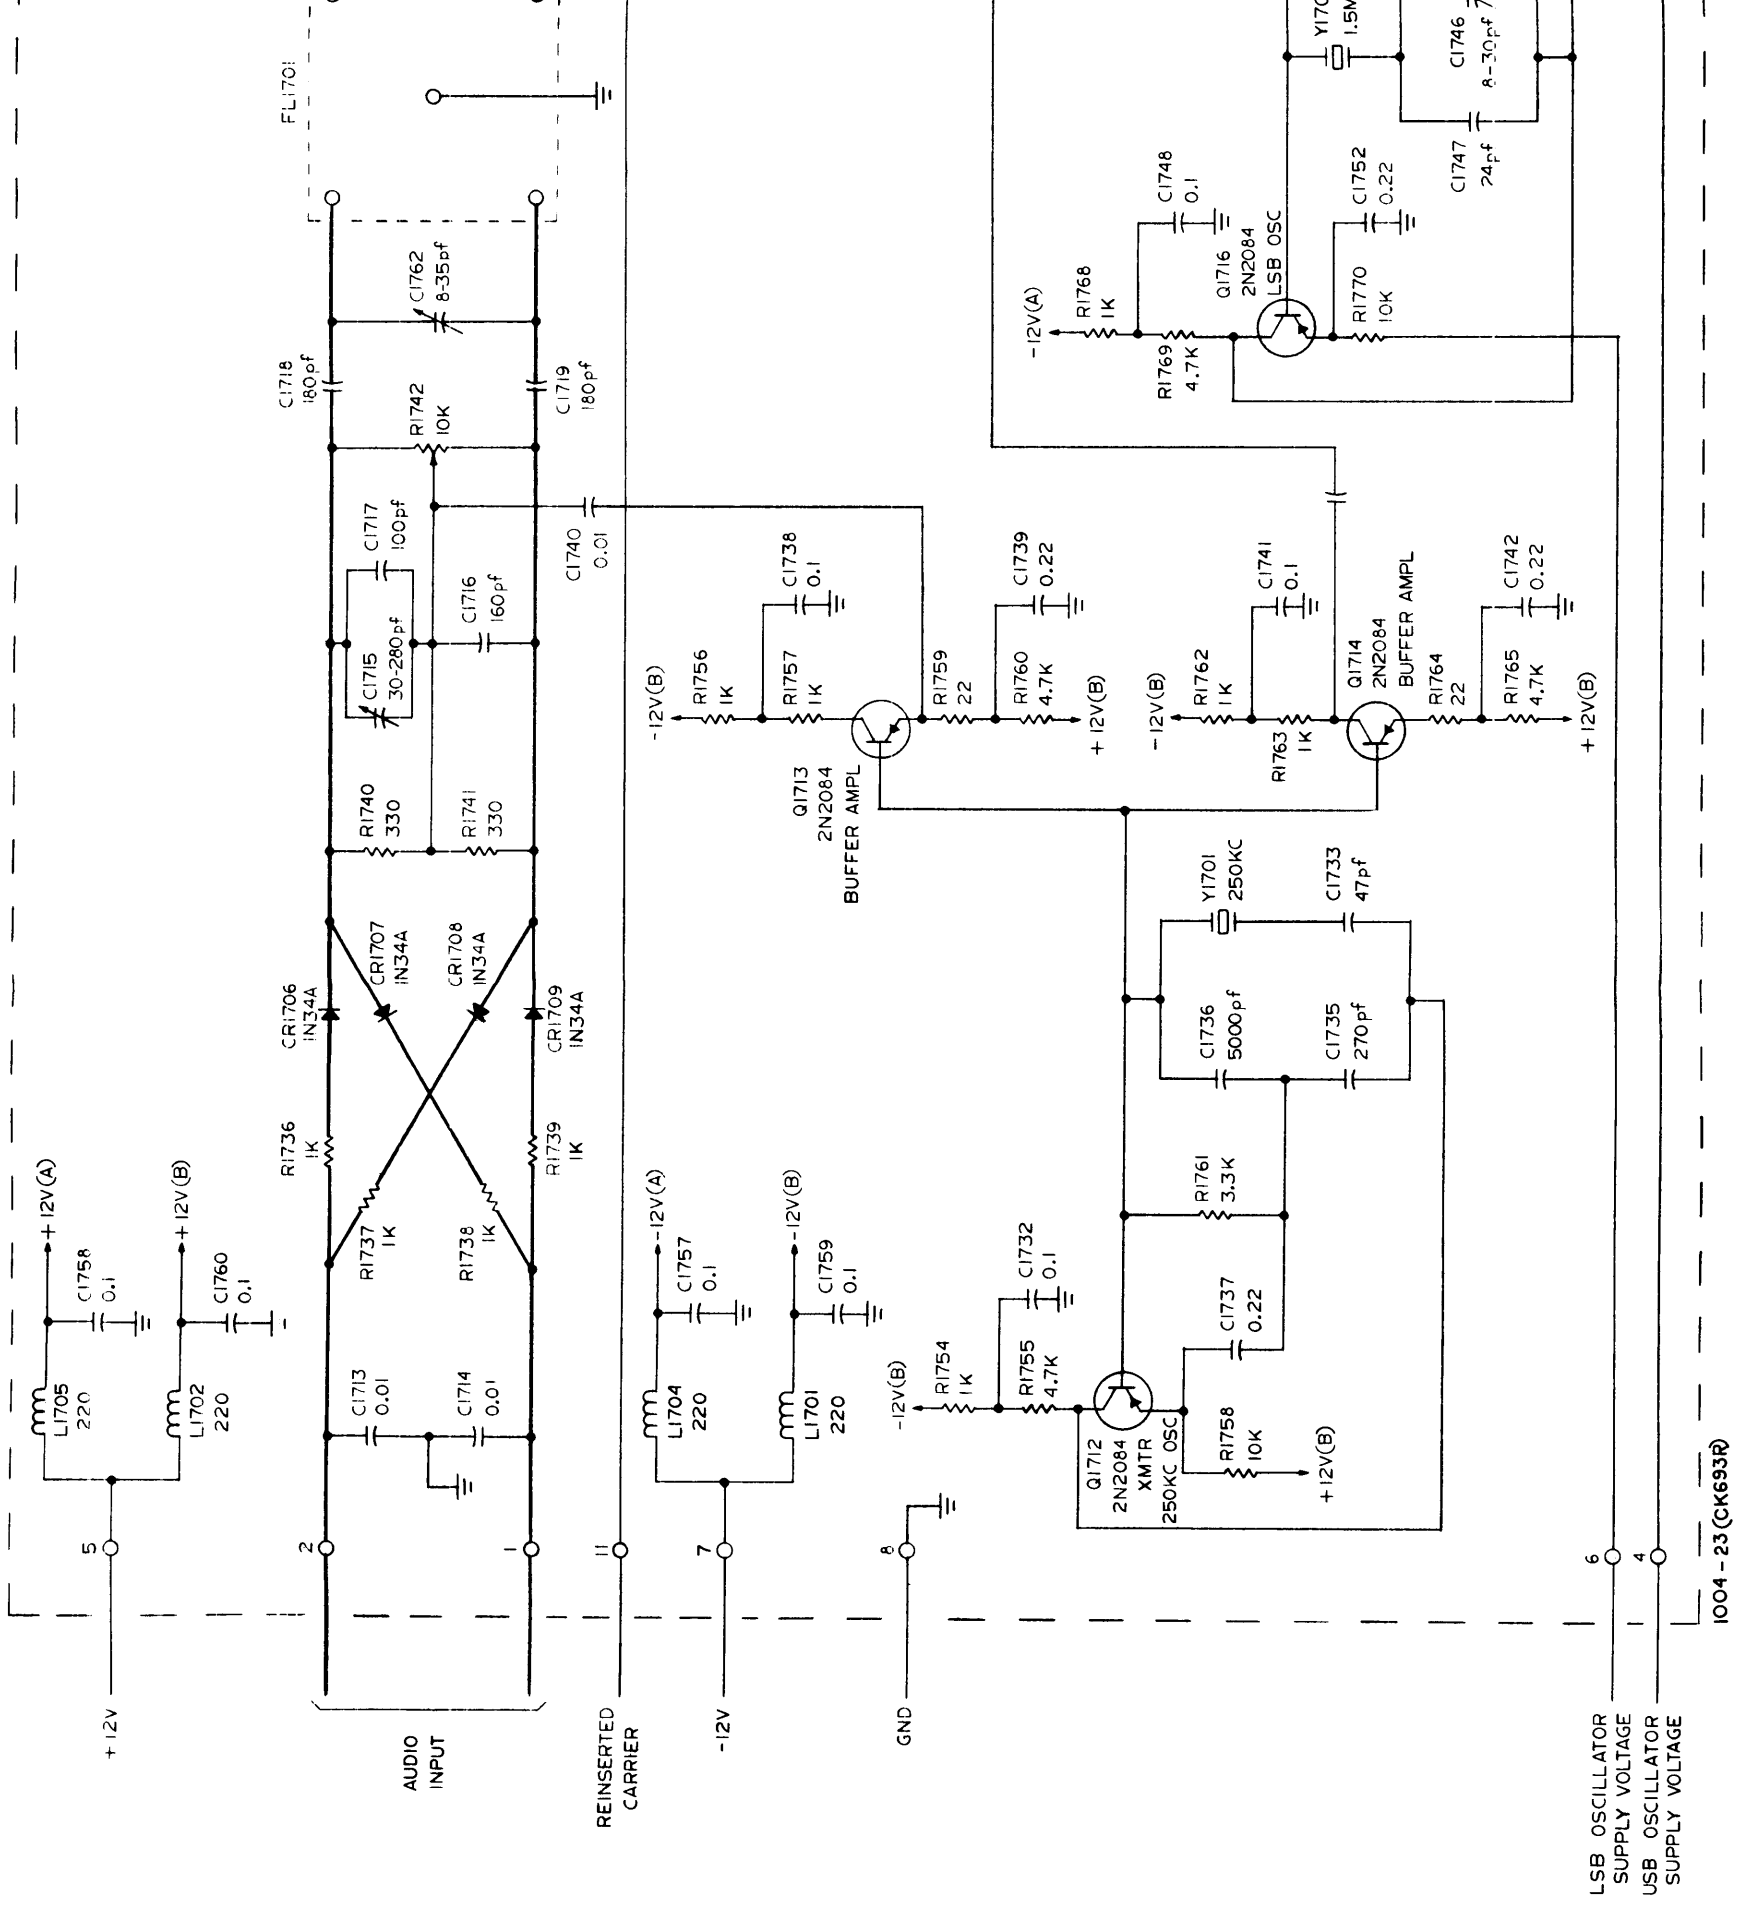 FL1701
C1746
8-30pf
C1747
24pf
C1748
0.1
C1752
0.22
Q1716
2N2084
LSB OSC
-12V(A)
R1768
1K
R1769
4.7K
R1770
10K
C1762
8-35pf
C1718
180pf
R1742
10K
C1719
180pf
C1717
100pf
C1715
30-280pf
C1716
160pf
C1740
0.01
R1740
330
R1741
330
-12V(B)
R1756
1K
R1757
1K
C1738
0.1
C1739
0.22
R1759
22
R1760
4.7K
+12V(B)
Q1713
2N2084
BUFFER AMPL
-12V(B)
R1762
1K
R1763
1K
C1741
0.1
Q1714
2N2084
BUFFER AMPL
R1764
22
C1742
0.22
R1765
4.7K
+12V(B)
CR1706
1N34A
CR1707
1N34A
CR1708
1N34A
CR1709
1N34A
R1736
1K
R1737
1K
R1738
1K
R1739
1K
Y1701
250KC
C1733
47pf
C1736
5000pf
C1735
270pf
R1761
3.3K
C1737
0.22
+12V(A)
C1758
0.1
L1705
220
+12V(B)
C1760
0.1
L1702
220
C1713
0.01
C1714
0.01
-12V(A)
C1757
0.1
L1704
220
-12V(B)
C1759
0.1
L1701
220
-12V(B)
R1754
1K
R1755
4.7K
C1732
0.1
Q1712
2N2084
XMTR
250KC OSC
R1758
10K
+12V(B)
5
2
1
11
7
8
6
4
+12V
AUDIO
INPUT
REINSERTED
CARRIER
-12V
GND
LSB OSCILLATOR
SUPPLY VOLTAGE
USB OSCILLATOR
SUPPLY VOLTAGE
1004-23(CK693R)